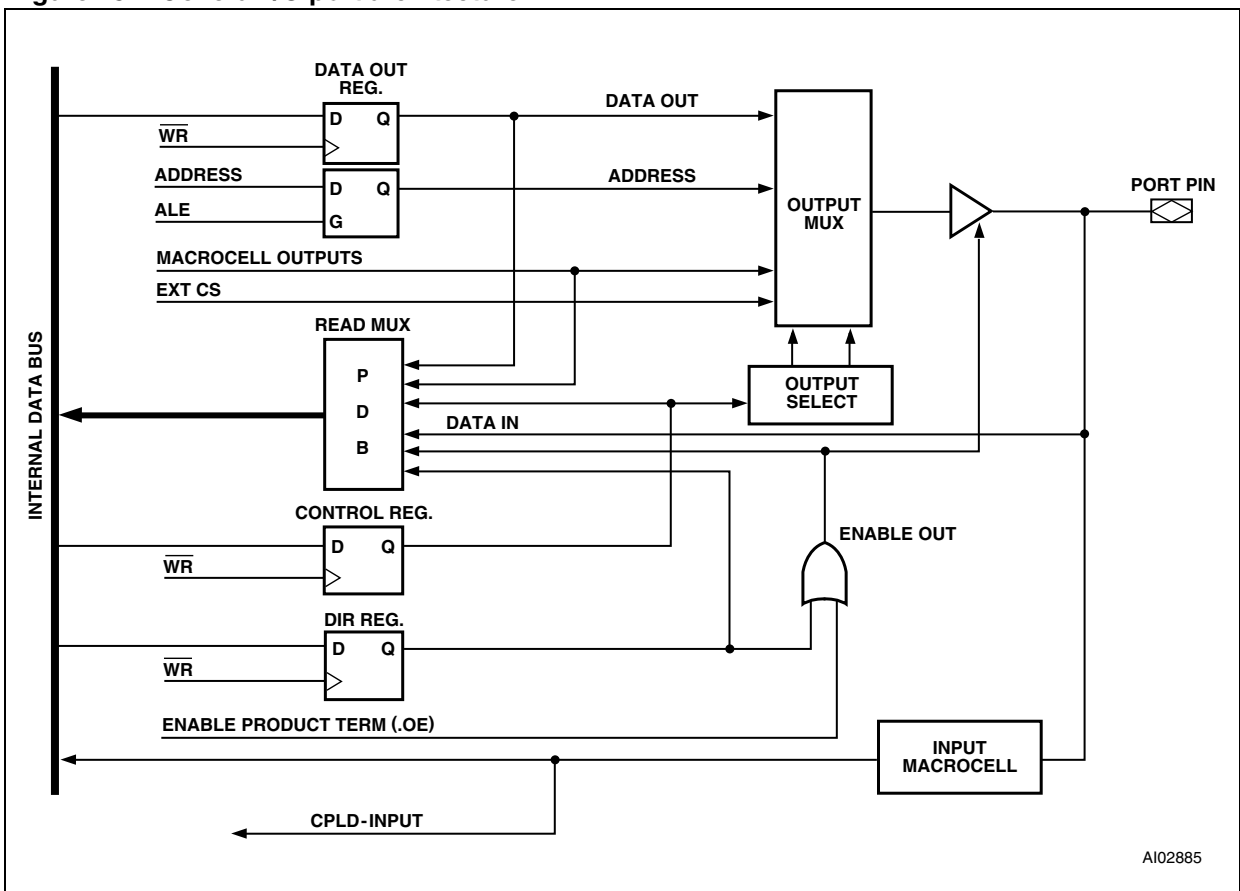 DATA OUT
REG.
D Q
WR
DATA OUT
ADDRESS
ALE
D Q
G
ADDRESS
MACROCELL OUTPUTS
EXT CS
OUTPUT
MUX
PORT PIN
READ MUX
P
D
B
OUTPUT
SELECT
DATA IN
INTERNAL DATA BUS
CONTROL REG.
D Q
WR
ENABLE OUT
DIR REG.
D Q
WR
ENABLE PRODUCT TERM (.OE)
INPUT
MACROCELL
CPLD-INPUT
AI02885